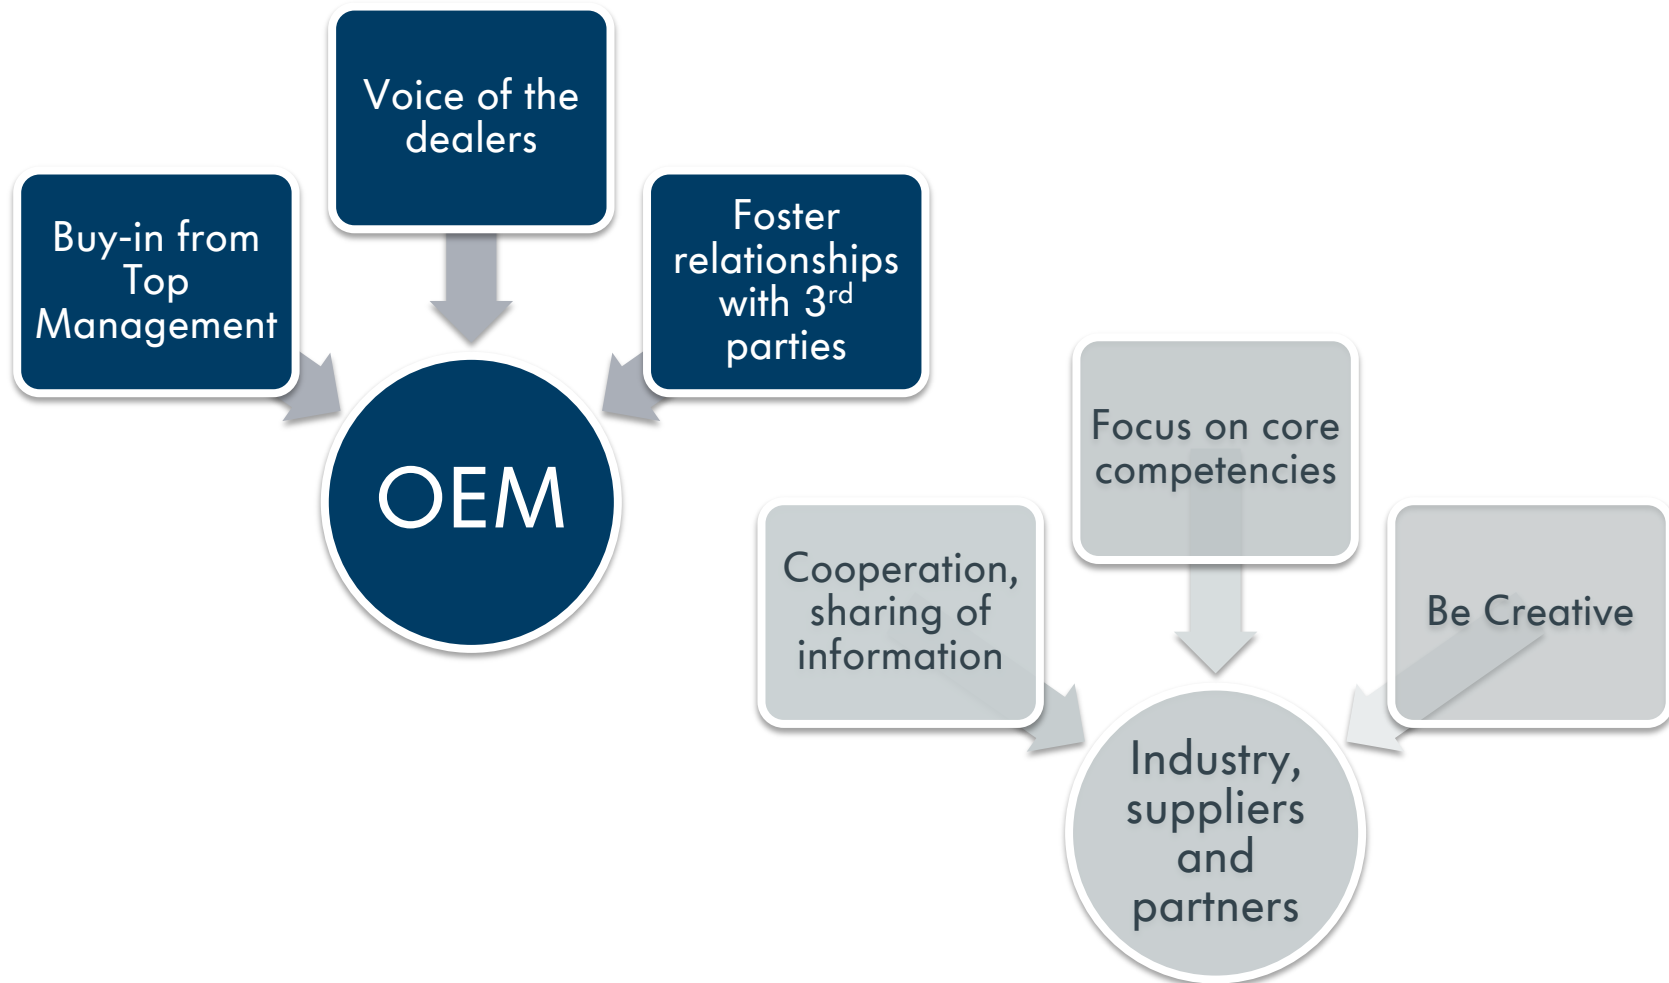 Voice of the
dealers
Buy-in from
Top
Management
Foster
relationships
with 3rd
parties
OEM
Focus on core
competencies
Cooperation,
sharing of
information
Be Creative
Industry,
suppliers
and
partners